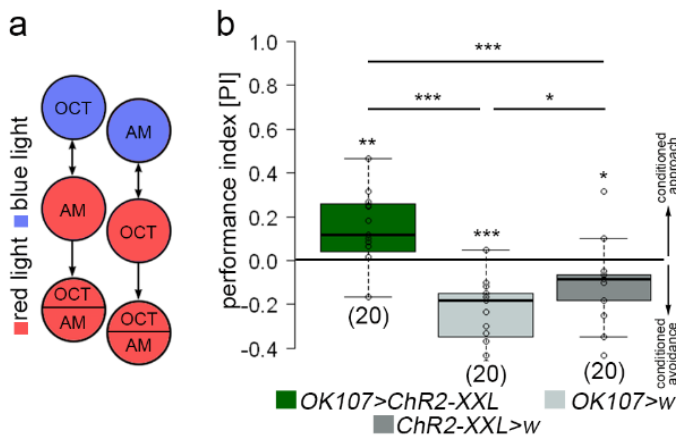 a
blue light
red light
OCT
AM
AM
OCT
OCT
AM
OCT
AM
b
performance index [PI]
1.0
0.8
0.6
0.4
0.2
0.0
-0.2
-0.4
***
***
*
**
***
*
(20)
(20)
(20)
conditioned
approach
conditioned
avoidance
OK107>ChR2-XXL
OK107>w
ChR2-XXL>w